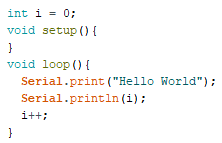 int i = 0;
void setup(){
}
void loop(){
  Serial.print("Hello World");
  Serial.println(i);
  i++;
}